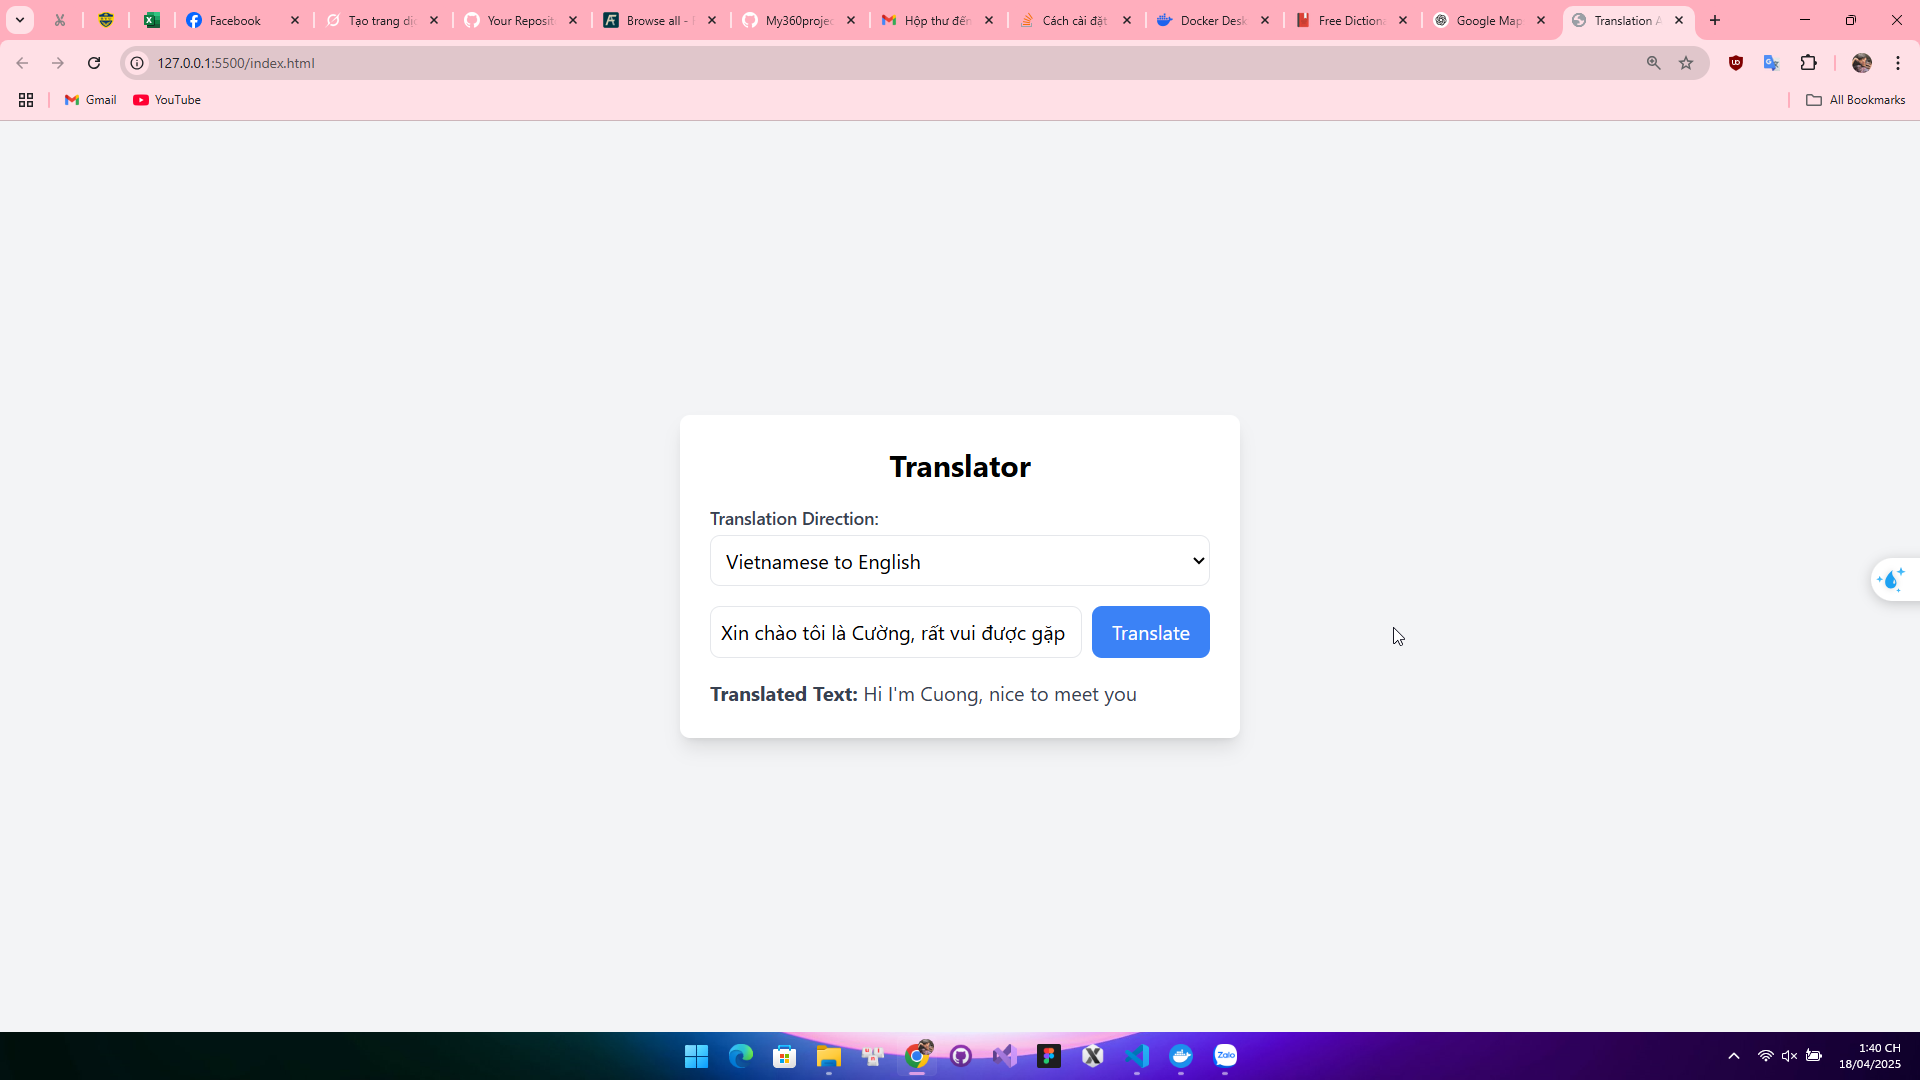 Facebook
Tạo trang dịc
Your Reposit
Browse all -
My360projec
Hộp thư đến
Cách cài đặt
Docker Desk
Free Dictiona
Google Map
Translation A
127.0.0.1:5500/index.html
Gmail
YouTube
All Bookmarks
Translator
Translation Direction:
Vietnamese to English
Xin chào tôi là Cường, rất vui được gặp
Translate
Translated Text: Hi I'm Cuong, nice to meet you
Zalo
1:40 CH
18/04/2025